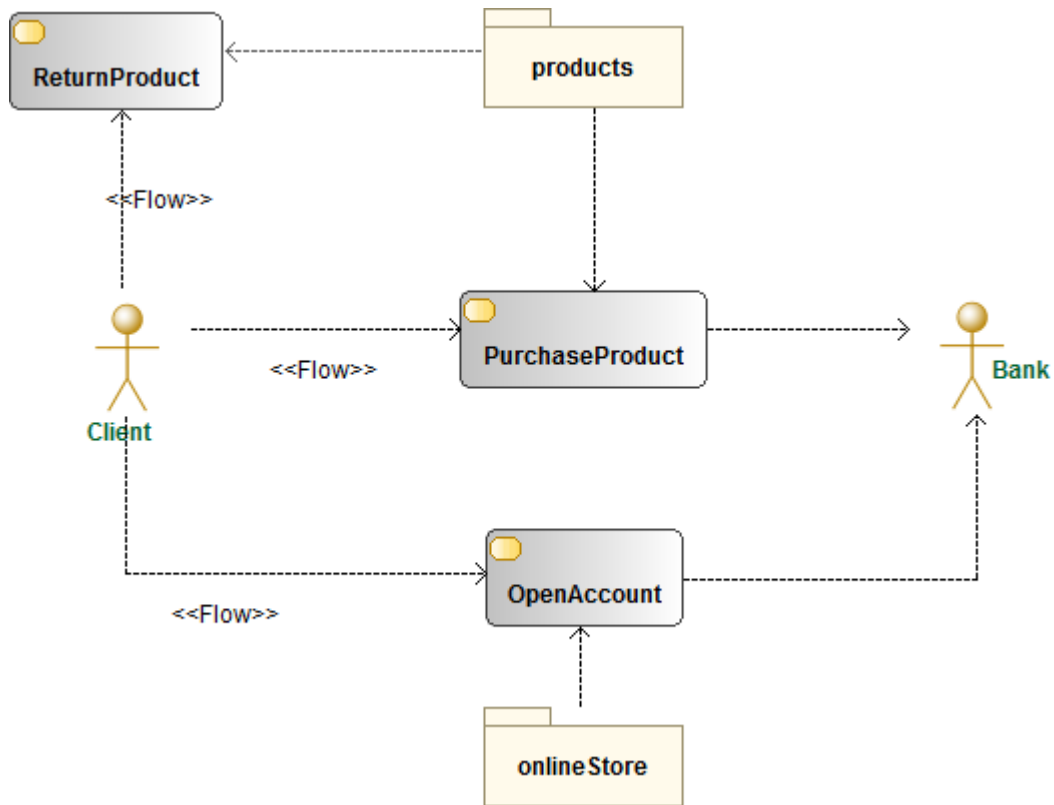 products
ReturnProduct
<<Flow>>
PurchaseProduct
<<Flow>>
Bank
Client
OpenAccount
<<Flow>>
onlineStore